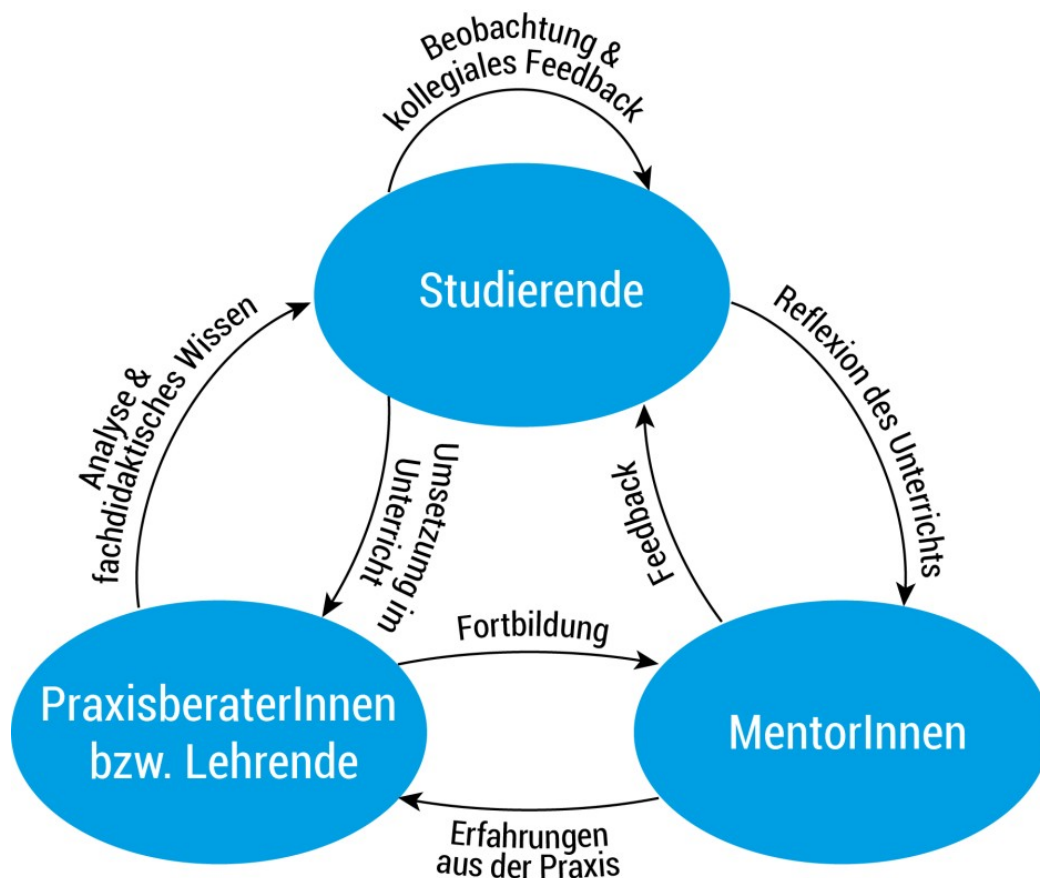 Beobachtung &
kollegiales Feedback
Studierende
Analyse &
fachdidaktisches Wissen
Reflexion des Unterrichts
Umsetzumg im
Unterricht
Feedback
Fortbildung
PraxisberaterInnen
bzw. Lehrende
MentorInnen
Erfahrungen
aus der Praxis